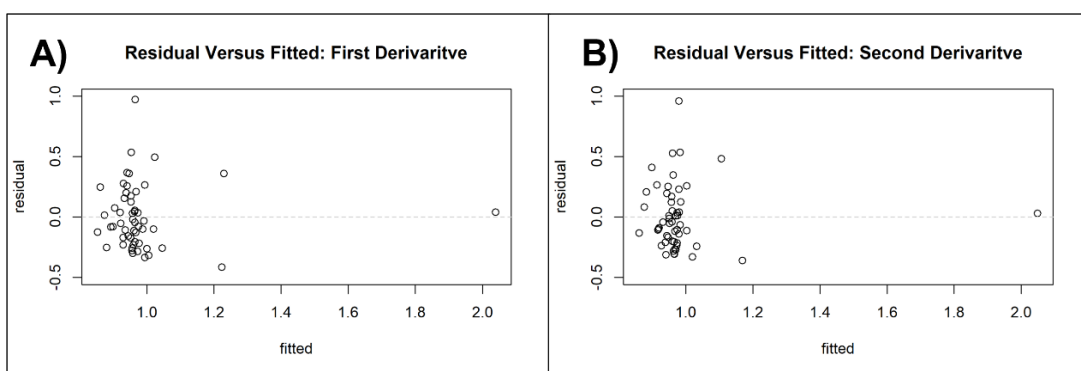 A)
Residual Versus Fitted: First Derivaritve
1.0
0.5
0.0
-0.5
residual
1.0 1.2 1.4 1.6 1.8 2.0
fitted
B)
Residual Versus Fitted: Second Derivaritve
1.0
0.5
0.0
-0.5
residual
1.0 1.2 1.4 1.6 1.8 2.0
fitted